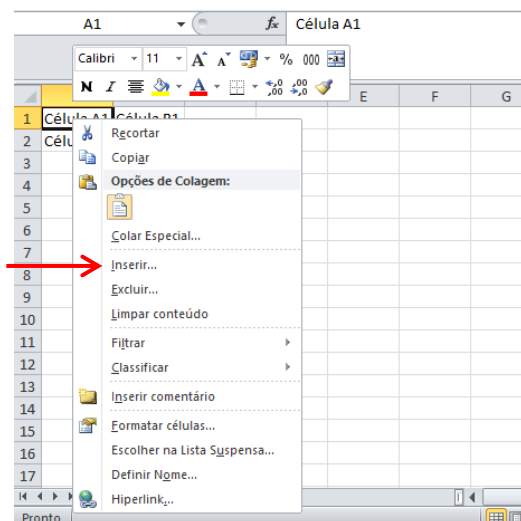 A1 fx Célula A1
Calibri 11 A A % 000
N I A ,00 ,00
E F G
1 Célula A1 Célula B1
2 Célu
3
4
5
6
7
8
9
10
11
12
13
14
15
16
17
Recortar
Copiar
Opções de Colagem:
Colar Especial...
Inserir...
Excluir...
Limpar conteúdo
Filtrar
Classificar
Inserir comentário
Formatar células...
Escolher na Lista Suspensa...
Definir Nome...
Hiperlink...
Pronto